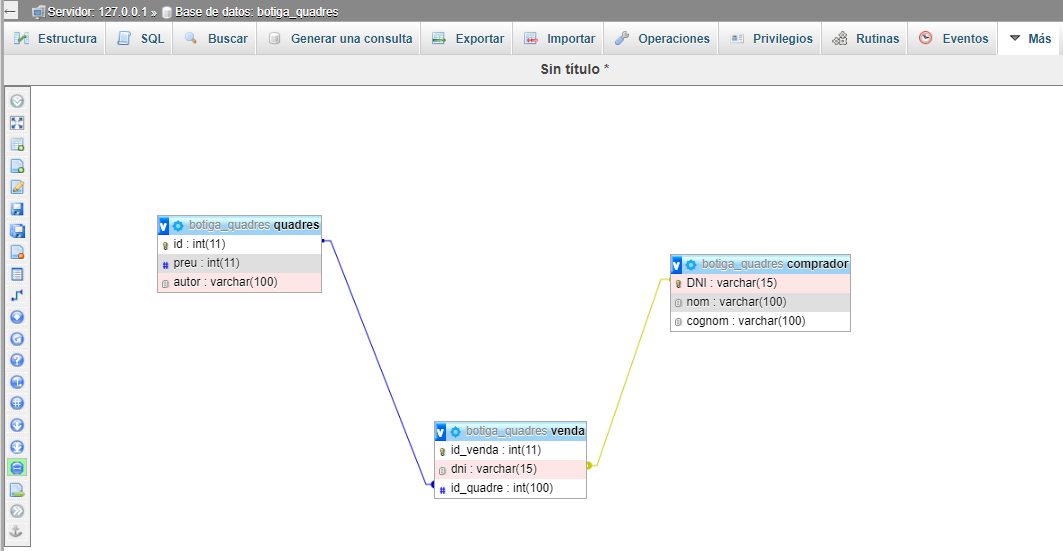 Servidor: 127.0.0.1 » Base de datos: botiga_quadres
Estructura SQL Buscar Generar una consulta Exportar Importar Operaciones Privilegios Rutinas Eventos Más
Sin título *
v botiga_quadres quadres
id : int(11)
# preu : int(11)
autor : varchar(100)
v botiga_quadres comprador
DNI : varchar(15)
nom : varchar(100)
cognom : varchar(100)
v botiga_quadres venda
id_venda : int(11)
dni : varchar(15)
# id_quadre : int(100)